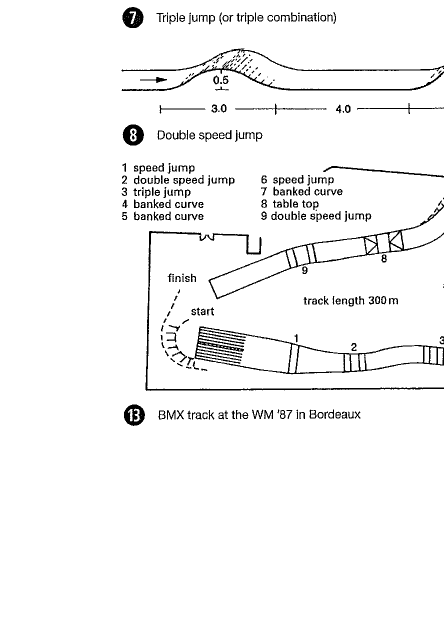 7 Triple jump (or triple combination)
0.5
3.0 4.0
8 Double speed jump
1 speed jump
2 double speed jump
3 triple jump
4 banked curve
5 banked curve
6 speed jump
7 banked curve
8 table top
9 double speed jump
9
8
finish
track length 300 m
start
1
2
3
13 BMX track at the WM '87 in Bordeaux